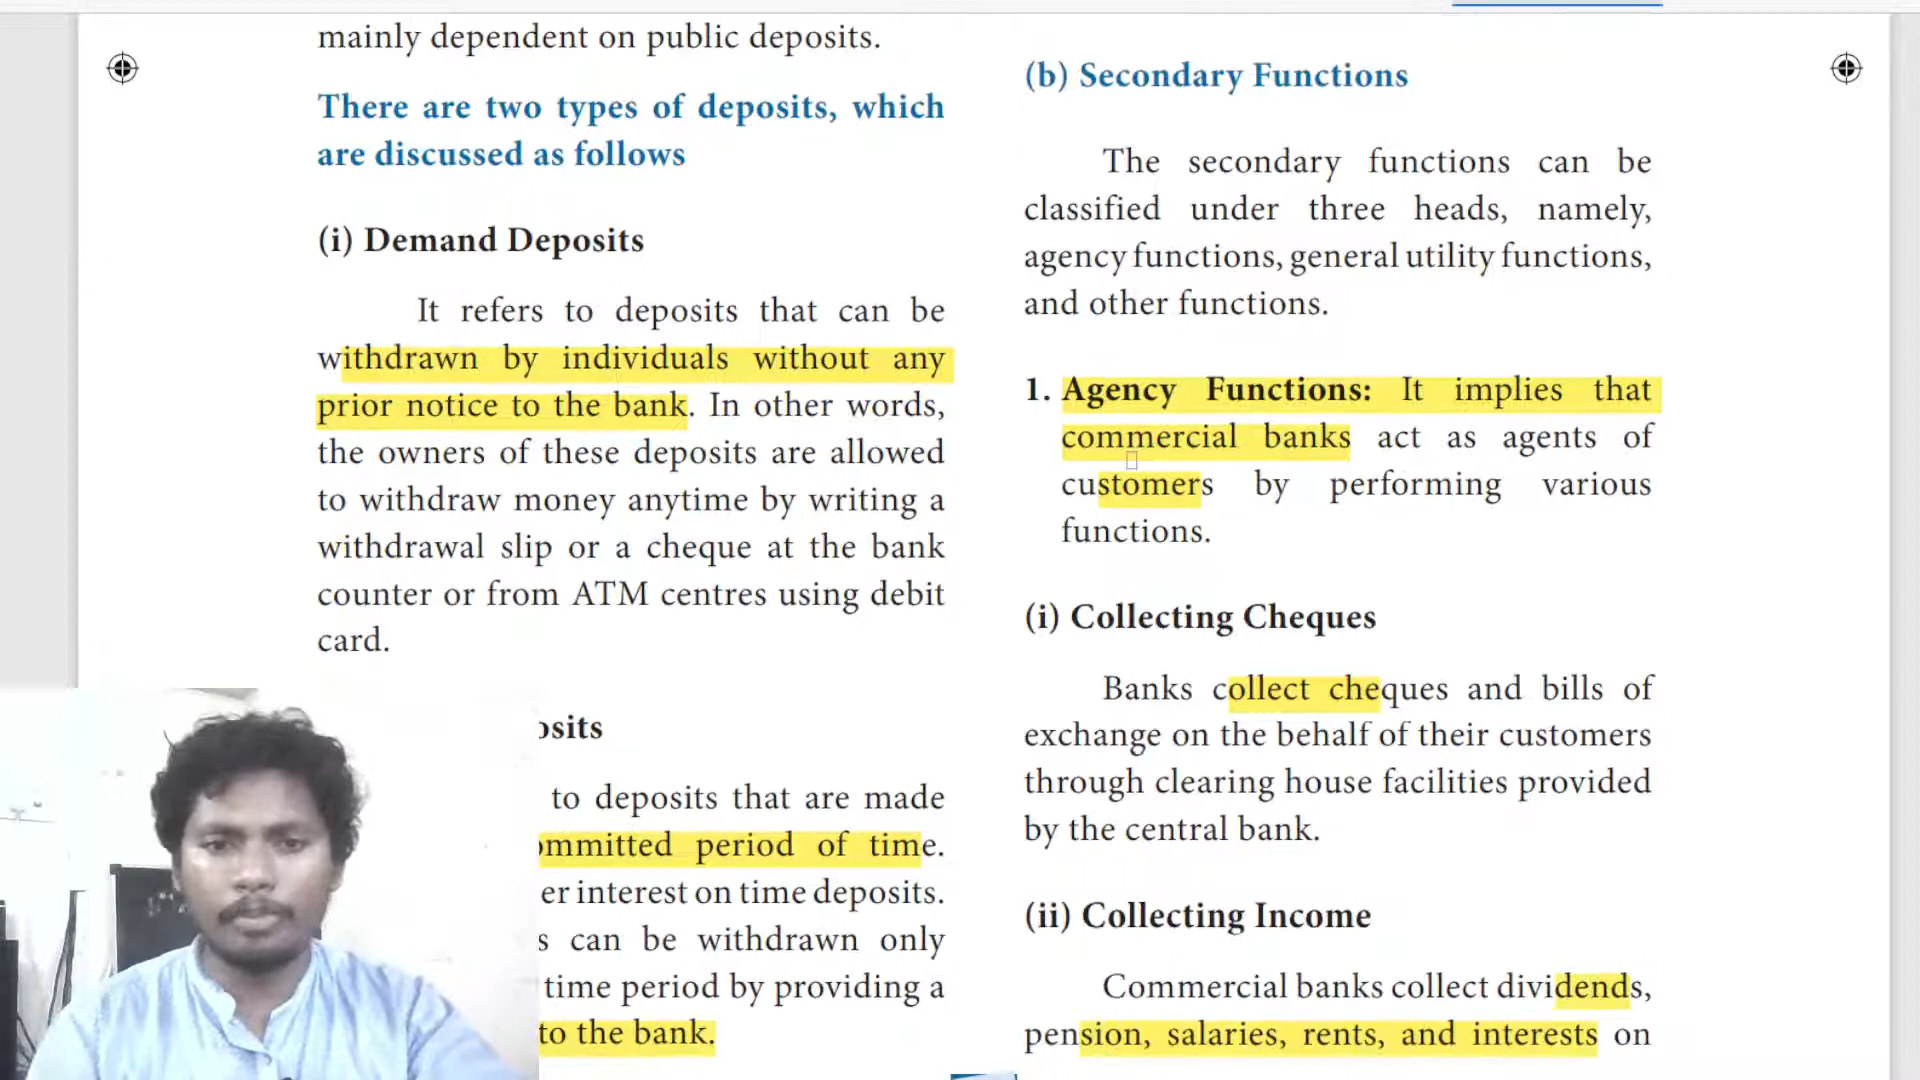 mainly dependent on public deposits.
There are two types of deposits, which
are discussed as follows
(i) Demand Deposits
It refers to deposits that can be
withdrawn by individuals without any
prior notice to the bank. In other words,
the owners of these deposits are allowed
to withdraw money anytime by writing a
withdrawal slip or a cheque at the bank
counter or from ATM centres using debit
card.
to deposits that are made
period of time.
interest on time deposits.
can be withdrawn only
time period by providing a
to the bank.
(b) Secondary Functions
The secondary functions can be
classified under three heads, namely,
agency functions, general utility functions,
and other functions.
1. Agency Functions: It implies that
commercial banks act as agents of
customers by performing various
functions.
(i) Collecting Cheques
Banks collect cheques and bills of
exchange on the behalf of their customers
through clearing house facilities provided
by the central bank.
(ii) Collecting Income
Commercial banks collect dividends,
pension, salaries, rents, and interests on